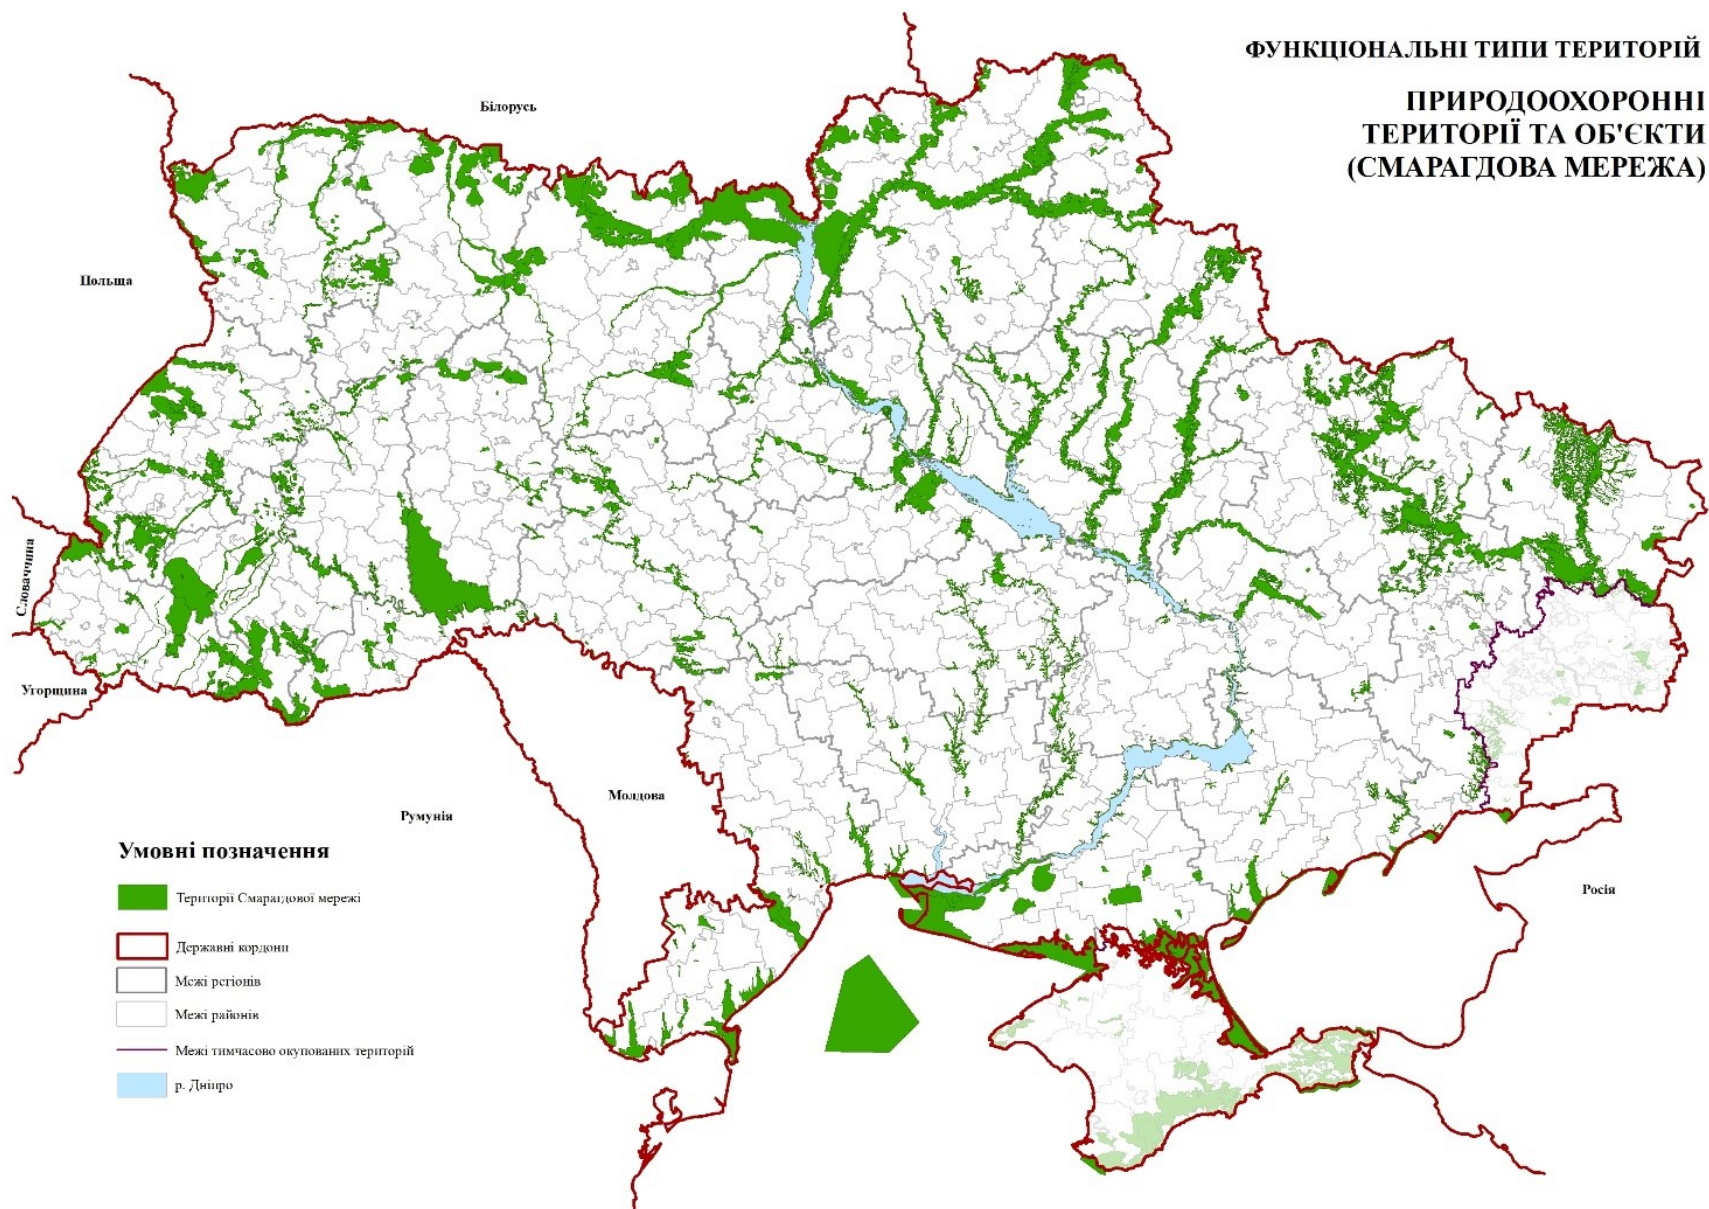 ФУНКЦІОНАЛЬНІ ТИПИ ТЕРИТОРІЙ
ПРИРОДООХОРОННІ
ТЕРИТОРІЇ ТА ОБ'ЄКТИ
(СМАРАГДОВА МЕРЕЖА)
Білорусь
Польща
Словаччина
Угорщина
Румунія
Молдова
Росія
Умовні позначення
Території Смарагдової мережі
Державні кордони
Межі регіонів
Межі районів
Межі тимчасово окупованих територій
р. Дніпро